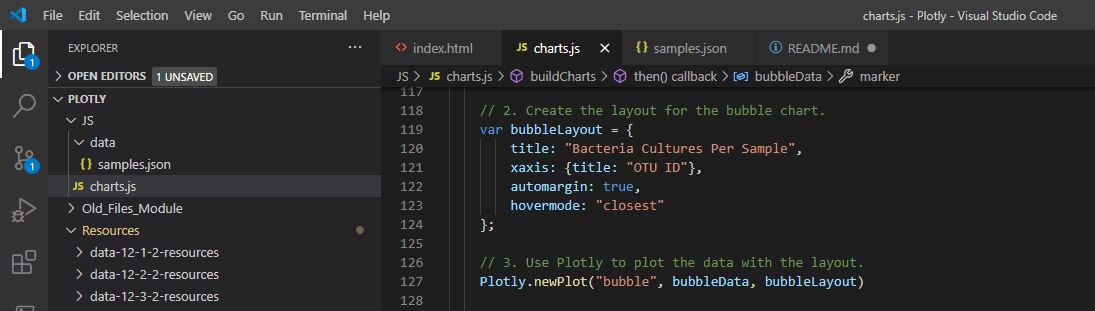 File Edit Selection View Go Run Terminal Help charts.js - Plotly - Visual Studio Code
EXPLORER ···
index.html JS charts.js × {} samples.json README.md ●
1
OPEN EDITORS 1 UNSAVED
JS > JS charts.js > buildCharts > then() callback > bubbleData > marker
PLOTLY
JS
data
{} samples.json
JS charts.js
Old_Files_Module
Resources
data-12-1-2-resources
data-12-2-2-resources
data-12-3-2-resources
1
117
118 // 2. Create the layout for the bubble chart.
119 var bubbleLayout = {
120 title: "Bacteria Cultures Per Sample",
121 xaxis: {title: "OTU ID"},
122 automargin: true,
123 hovermode: "closest"
124 };
125
126 // 3. Use Plotly to plot the data with the layout.
127 Plotly.newPlot("bubble", bubbleData, bubbleLayout)
128